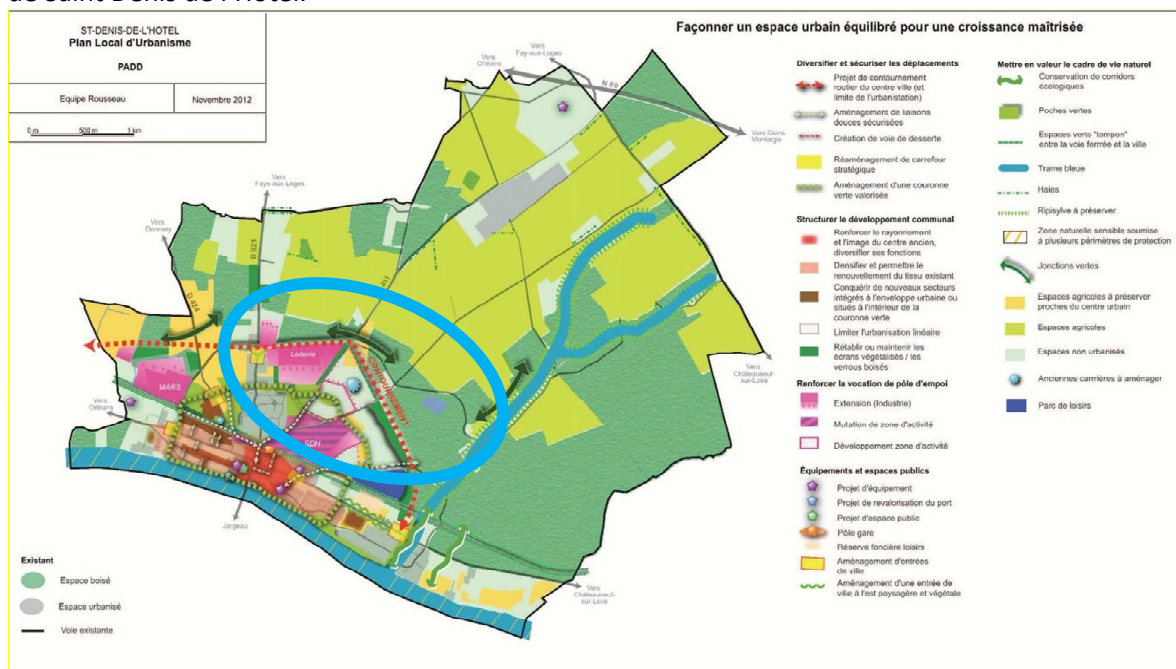 de Saint Denis de l'Hôtel.
ST-DENIS-DE-L'HOTEL
Plan Local d'Urbanisme
PADD
Equipe Rousseau
Novembre 2012
0 m 500 m 1 km
Façonner un espace urbain équilibré pour une croissance maîtrisée
Vers
Orléans
Vers
Fay-aux-Loges
N 60
Vers Giens
Montargis
Vers
Fay-aux-Loges
Vers
Donnery
D 921
D 424
411
Loterie
MARS
CONTOURNEMENT
SDH
Vers
Orléans
Jargeau
Vers
Châteauneuf-
sur-Loire
Vers
Châteauneuf-
sur-Loire
Existant
Espace boisé
Espace urbanisé
Voie existante
Diversifier et sécuriser les déplacements
Projet de contournement
routier du centre ville (et
limite de l'urbanistation)
Aménagement de liaisons
douces sécurisées
Création de voie de desserte
Réaménagement de carrefour
stratégique
Aménagement d'une couronne
verte valorisée
Structurer le développement communal
Renforcer le rayonnement
et l'image du centre ancien,
diversifier ses fonctions
Densifier et permettre le
renouvellement du tissu existant
Conquérir de nouveaux secteurs
intégrés à l'enveloppe urbaine ou
situés à l'intérieur de la
couronne verte
Limiter l'urbanisation linéaire
Rétablir ou maintenir les
écrans végétalisés / les
verrous boisés
Renforcer la vocation de pôle d'empoi
Extension (Industrie)
Mutation de zone d'activité
Développement zone d'activité
Équipements et espaces publics
Projet d'équipement
Projet de revalorisation du port
Projet d'espace public
Pôle gare
Réserve foncière loisirs
Aménagement d'entrées
de ville
Aménagement d'une entrée de
ville à l'est paysagère et végétale
Mettre en valeur le cadre de vie naturel
Conservation de corridors
écologiques
Poches vertes
Espaces verts "tampon"
entre la voie ferrée et la ville
Trame bleue
Haies
Ripisylve à préserver
Zone naturelle sensible soumise
à plusieurs périmètres de protection
Jonctions vertes
Espaces agricoles à préserver
proches du centre urbain
Espaces agricoles
Espaces non urbanisés
Anciennes carrrières à aménager
Parc de loisirs